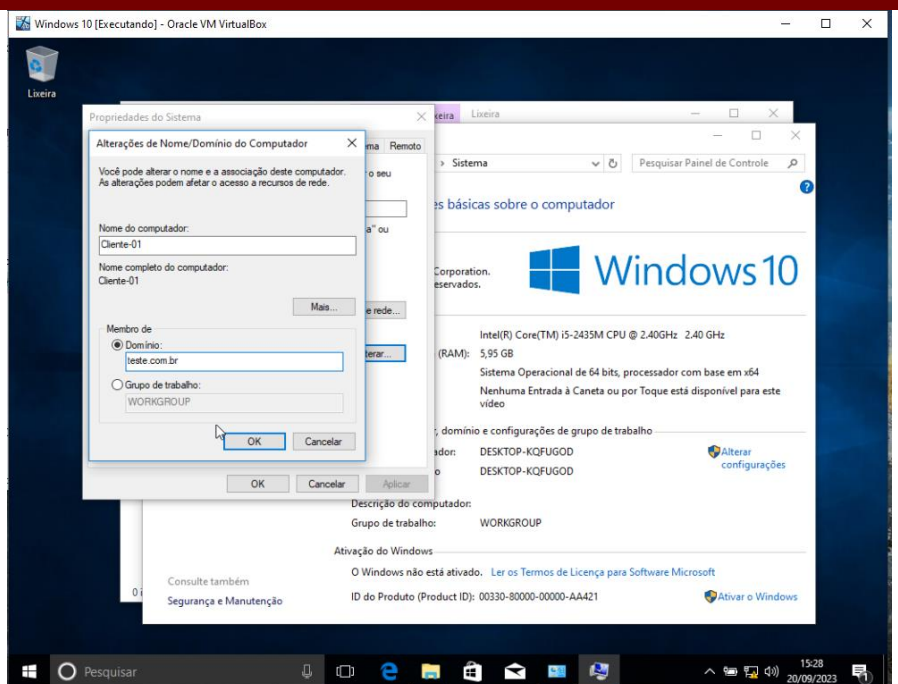 Windows 10 [Executando] - Oracle VM VirtualBox
Lixeira
Propriedades do Sistema
Lixeira
Alterações de Nome/Domínio do Computador
Remoto
Sistema
Pesquisar Painel de Controle
Você pode alterar o nome e a associação deste computador.
As alterações podem afetar o acesso a recursos de rede.
o seu
es básicas sobre o computador
Nome do computador:
a" ou
Cliente-01
Nome completo do computador:
Cliente-01
Corporation.
eservados.
Windows 10
Mais...
e rede...
Membro de
Domínio:
teste.com.br
terar...
Intel(R) Core(TM) i5-2435M CPU @ 2.40GHz 2.40 GHz
(RAM): 5,95 GB
Sistema Operacional de 64 bits, processador com base em x64
Grupo de trabalho:
WORKGROUP
Nenhuma Entrada à Caneta ou por Toque está disponível para este
vídeo
OK Cancelar
, domínio e configurações de grupo de trabalho
ador: DESKTOP-KQFUGOD
Alterar
configurações
o DESKTOP-KQFUGOD
OK Cancelar Aplicar
Descrição do computador:
Grupo de trabalho: WORKGROUP
Ativação do Windows
O Windows não está ativado. Ler os Termos de Licença para Software Microsoft
Consulte também
Segurança e Manutenção
ID do Produto (Product ID): 00330-80000-00000-AA421
Ativar o Windows
Pesquisar
15:28
20/09/2023